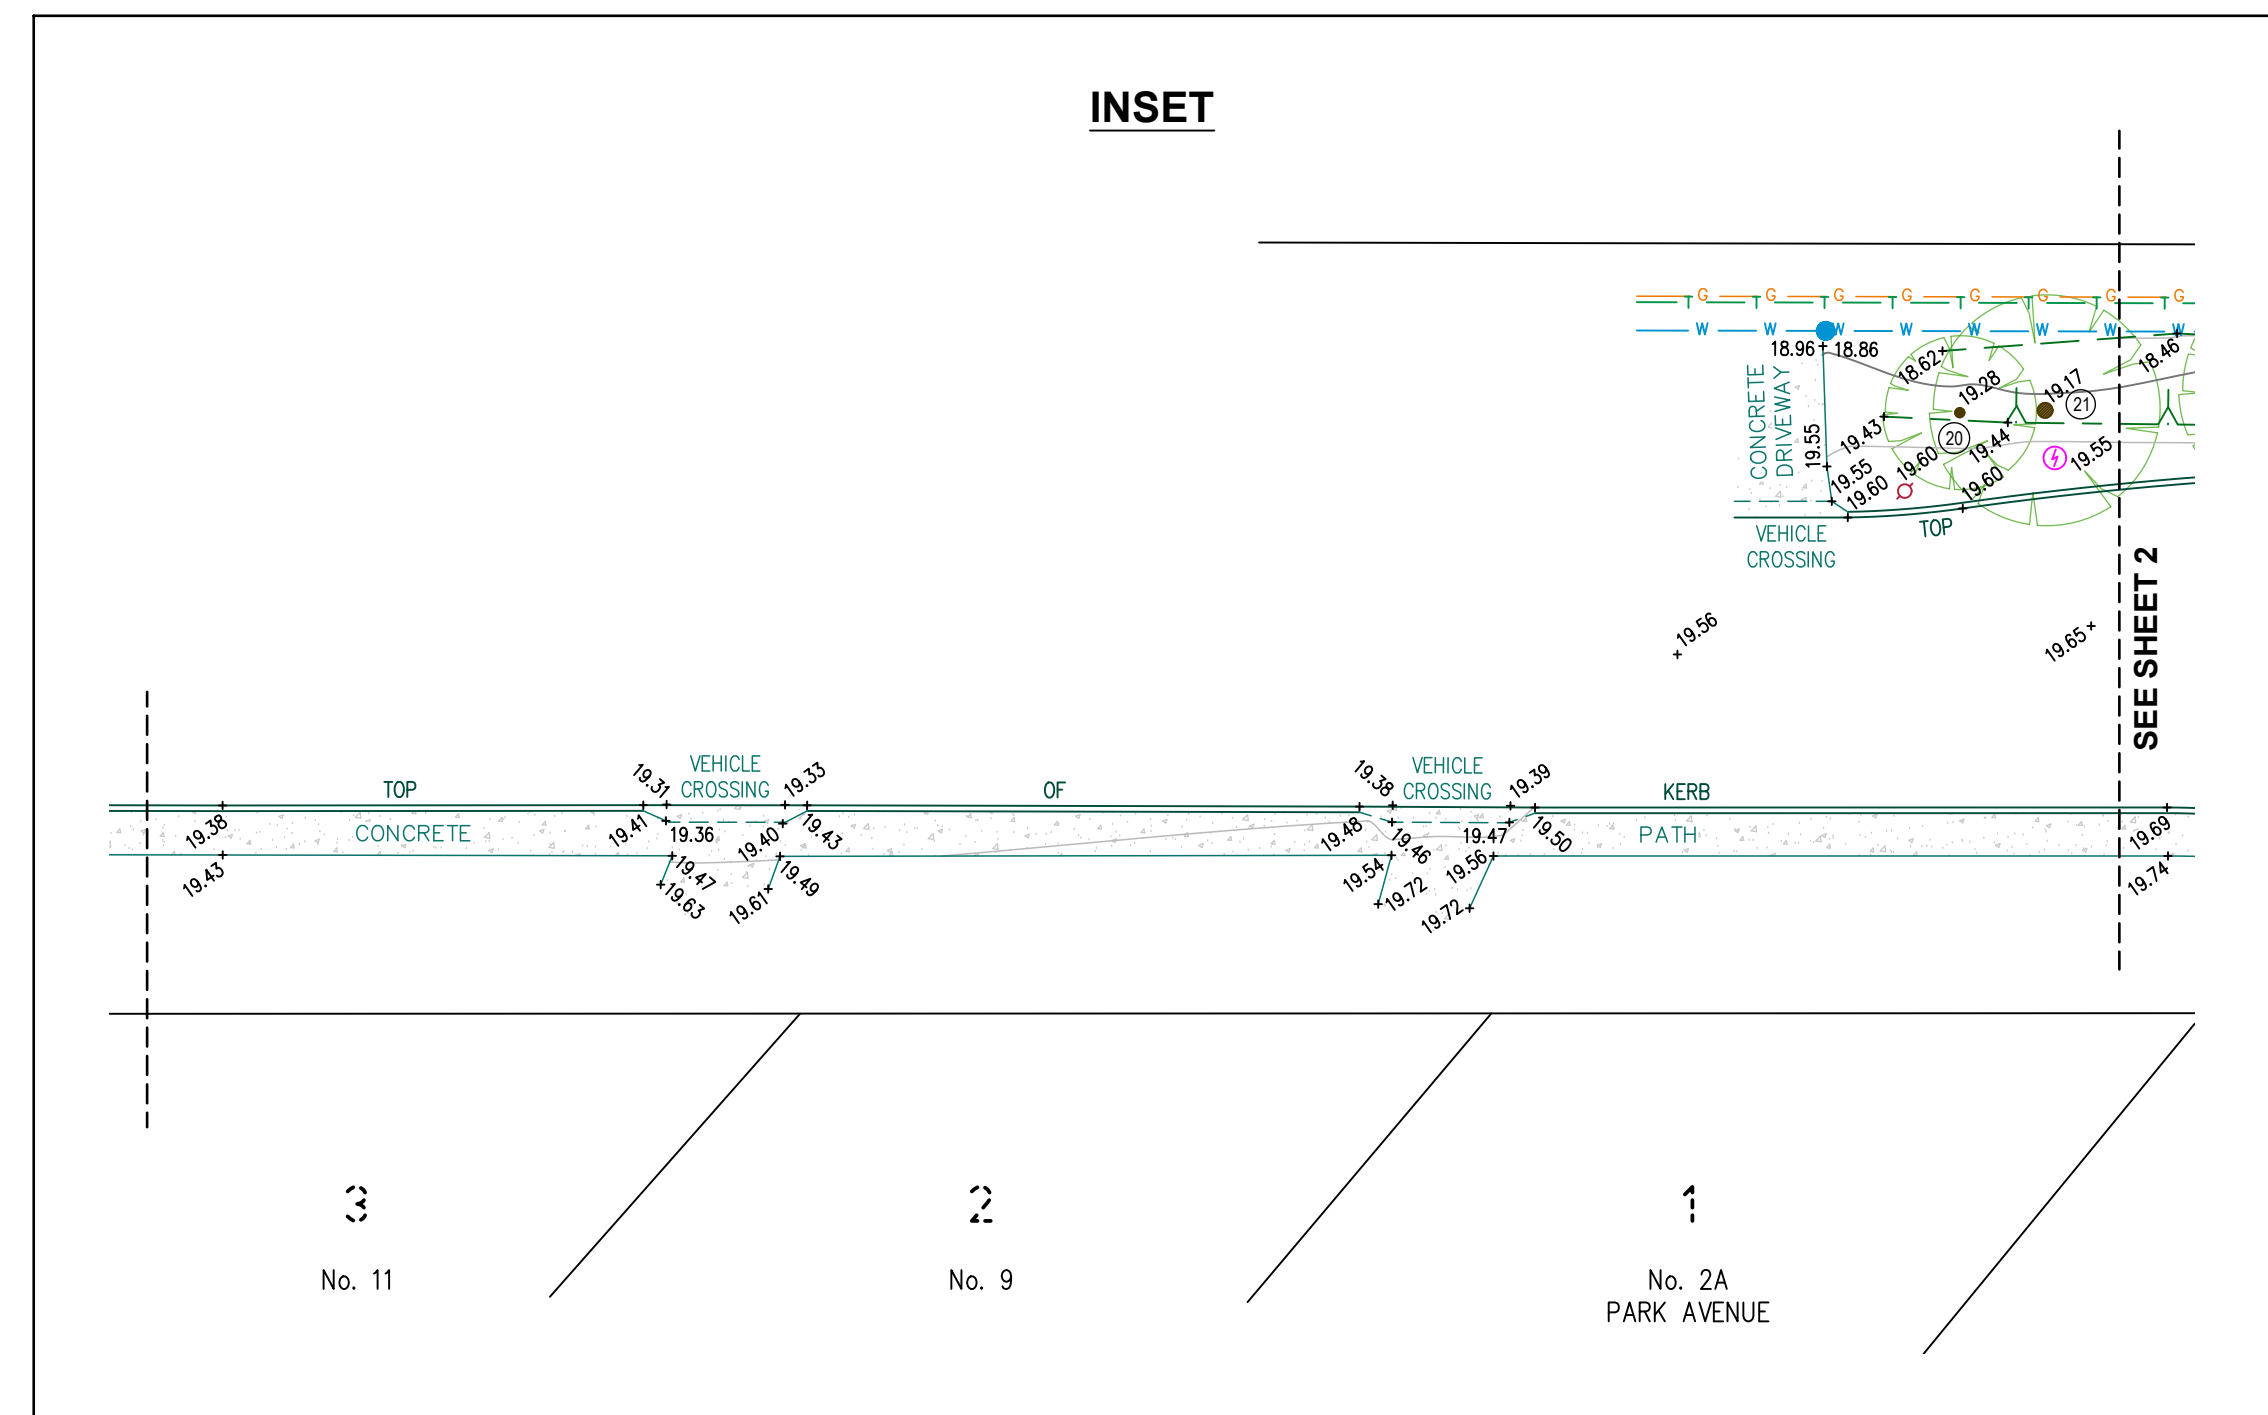 INSET
G G G G G G G G
T T T T T T T T
W W W W W W W W
18.96 18.86
18.62
19.28
19.17
18.46
21
20
CONCRETE
DRIVEWAY
19.55
19.43
19.44
19.55
19.60
19.55
19.60
19.60
TOP
VEHICLE
CROSSING
SEE SHEET 2
19.56
19.65
TOP
19.31
VEHICLE
CROSSING
19.33
OF
19.38
VEHICLE
CROSSING
19.39
KERB
19.38
CONCRETE
19.41
19.36
19.40
19.43
19.48
19.46
19.47
19.50
PATH
19.69
19.43
19.47
19.63
19.61
19.49
19.54
19.72
19.56
19.72
19.74
3
No. 11
2
No. 9
1
No. 2A
PARK AVENUE